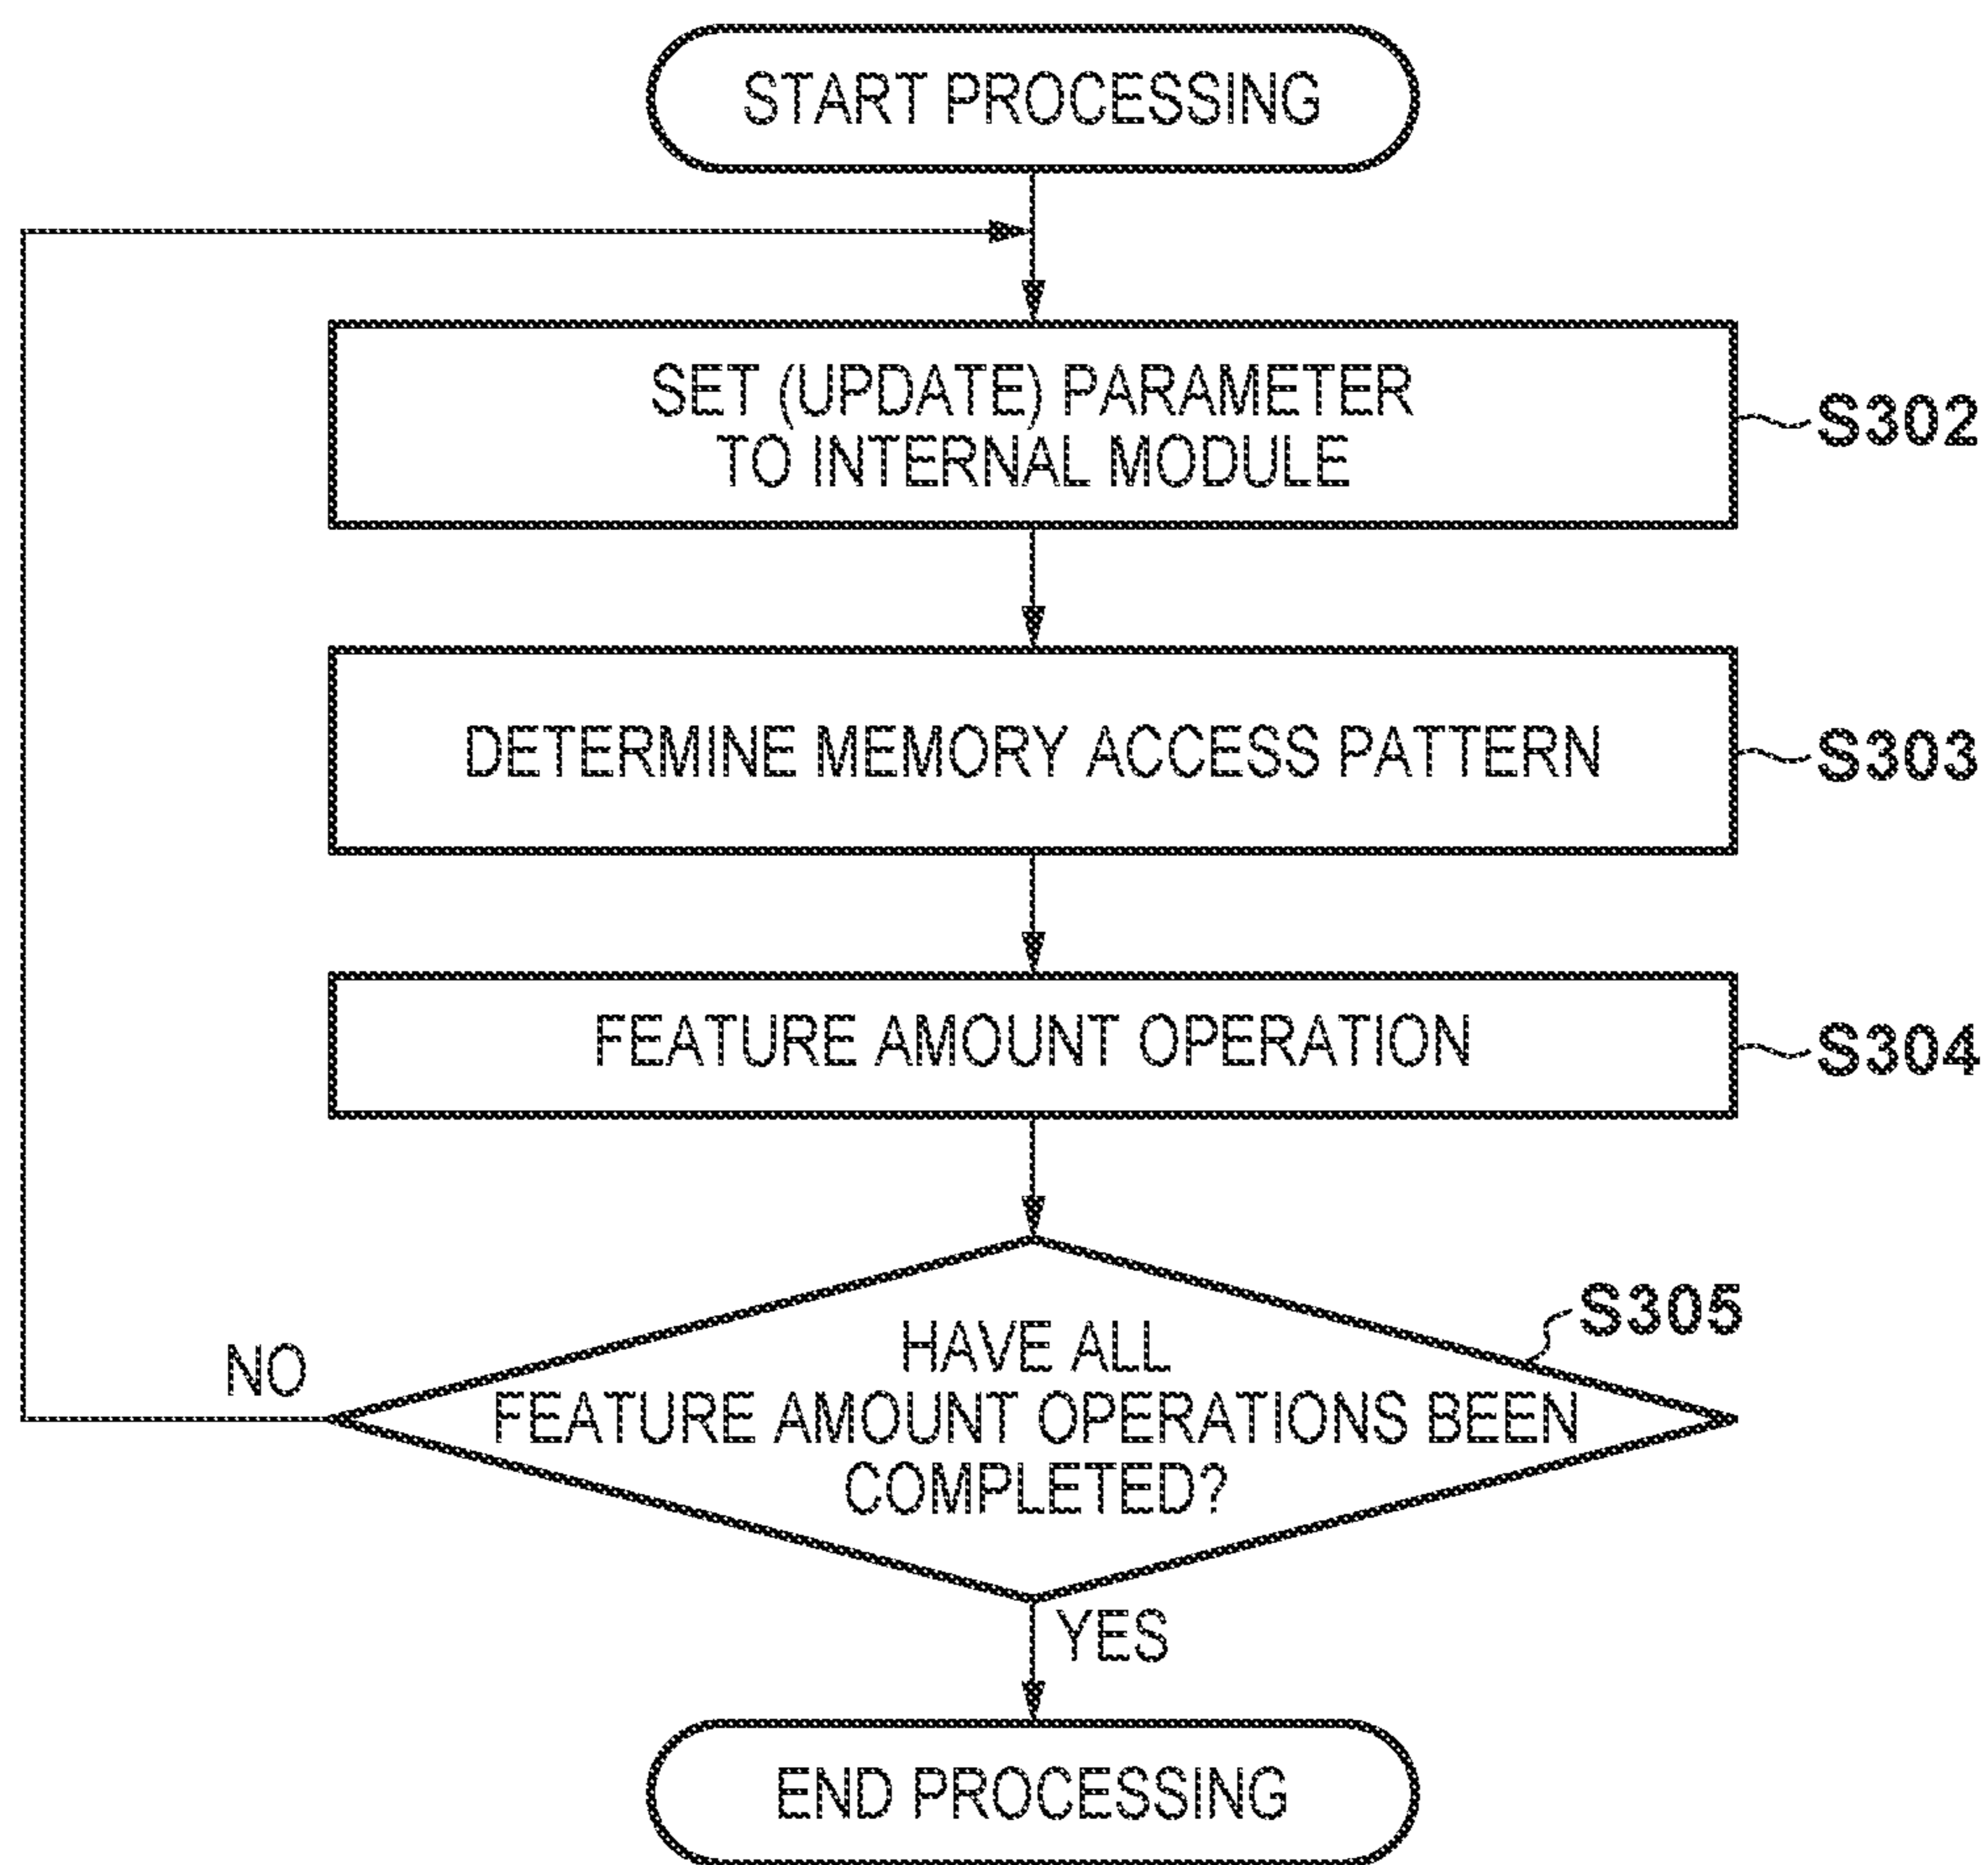 START PROCESSING
SET (UPDATE) PARAMETER
TO INTERNAL MODULE
S302
DETERMINE MEMORY ACCESS PATTERN
S303
FEATURE AMOUNT OPERATION
S304
S305
HAVE ALL
FEATURE AMOUNT OPERATIONS BEEN
COMPLETED?
NO
YES
END PROCESSING